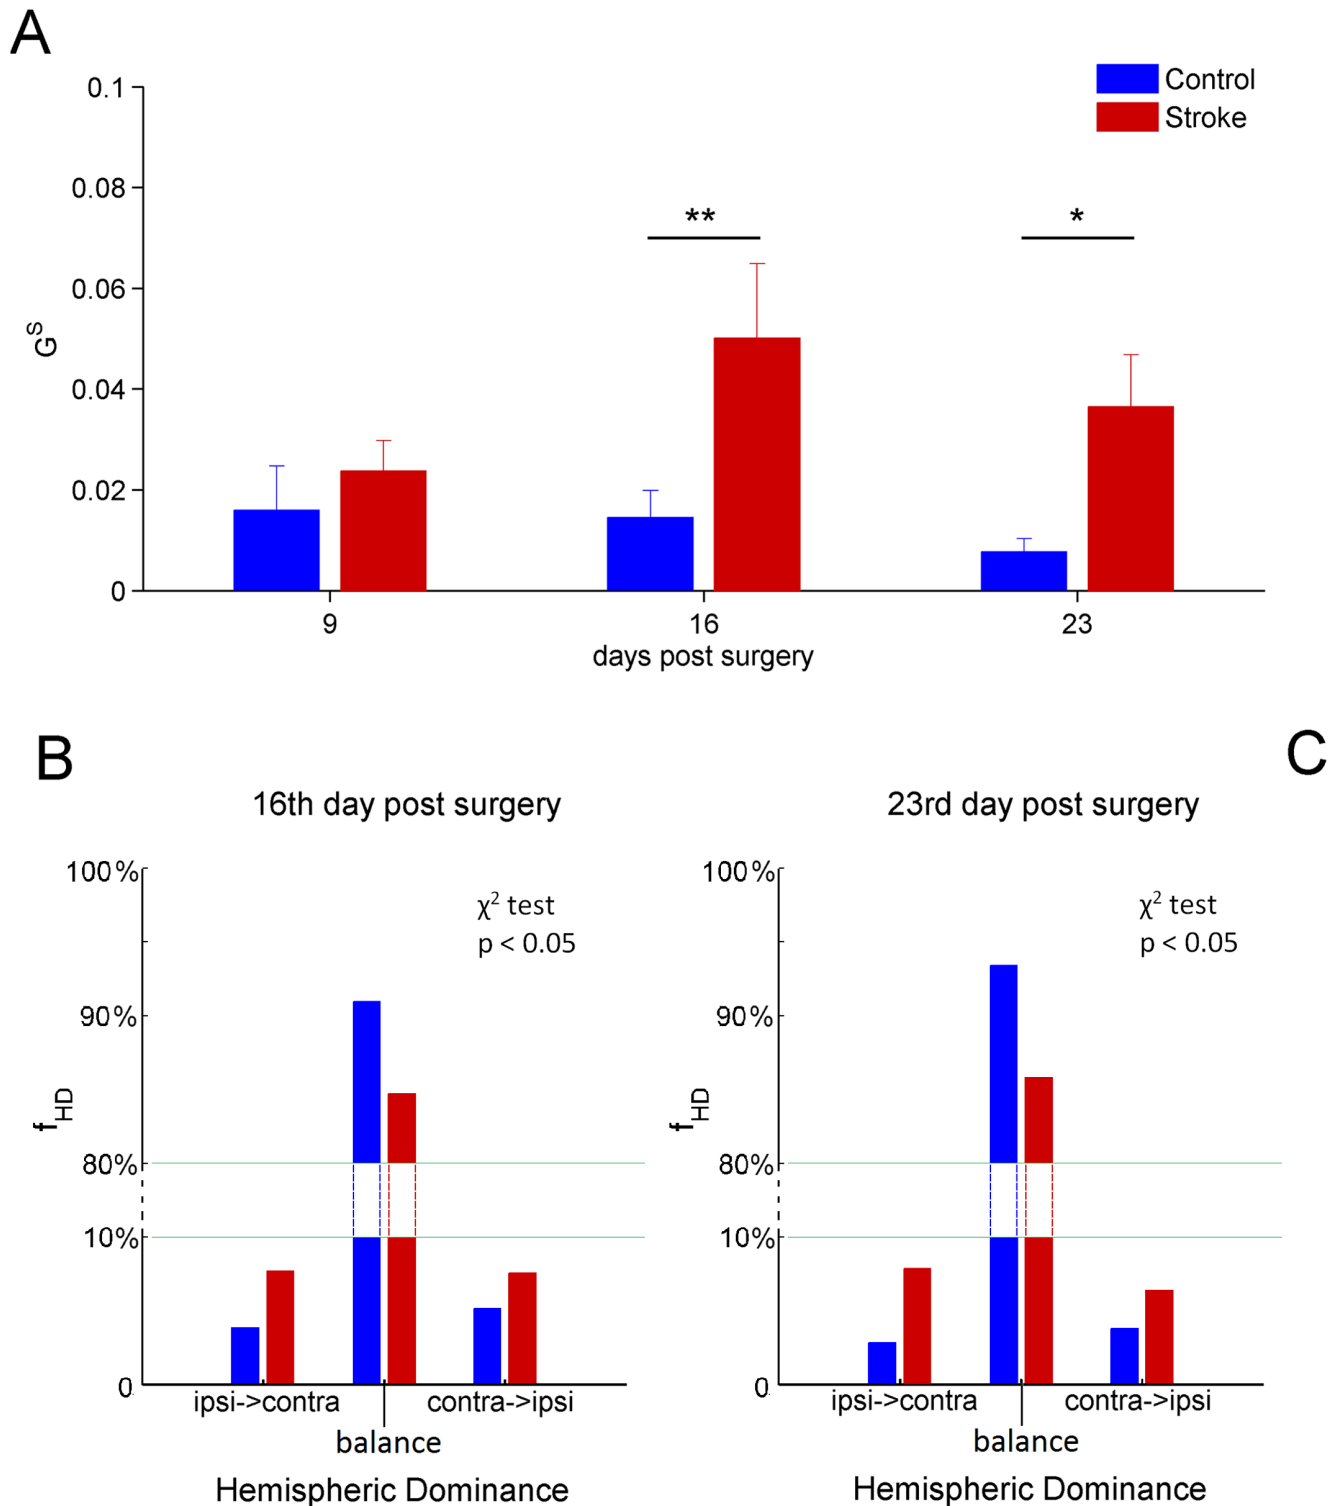 A
Control
Stroke
0.1
0.08
0.06
0.04
0.02
0
G^S
**
*
9
16
23
days post surgery
B
C
16th day post surgery
23rd day post surgery
100%
90%
80%
10%
0
f_HD
χ² test
p < 0.05
ipsi->contra
contra->ipsi
balance
Hemispheric Dominance
100%
90%
80%
10%
0
f_HD
χ² test
p < 0.05
ipsi->contra
contra->ipsi
balance
Hemispheric Dominance